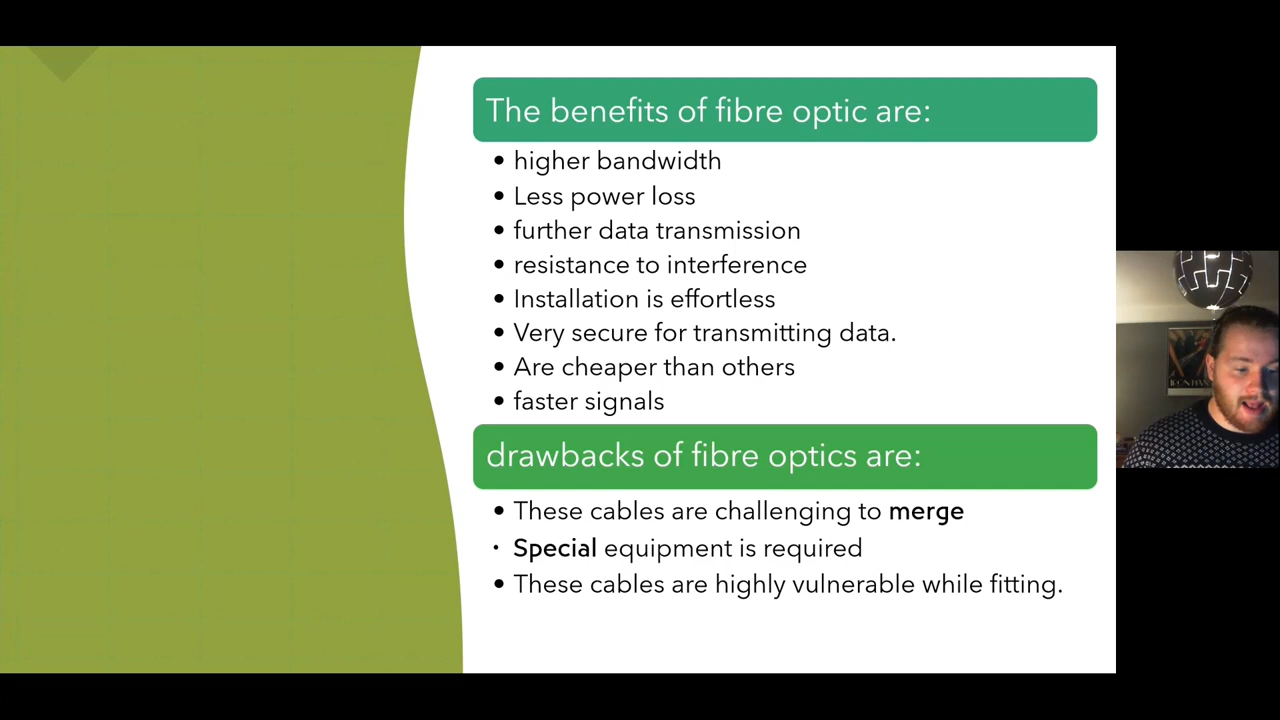 The benefits of fibre optic are:
• higher bandwidth
• Less power loss
• further data transmission
• resistance to interference
• Installation is effortless
• Very secure for transmitting data.
• Are cheaper than others
• faster signals
drawbacks of fibre optics are:
• These cables are challenging to merge
• Special equipment is required
• These cables are highly vulnerable while fitting.